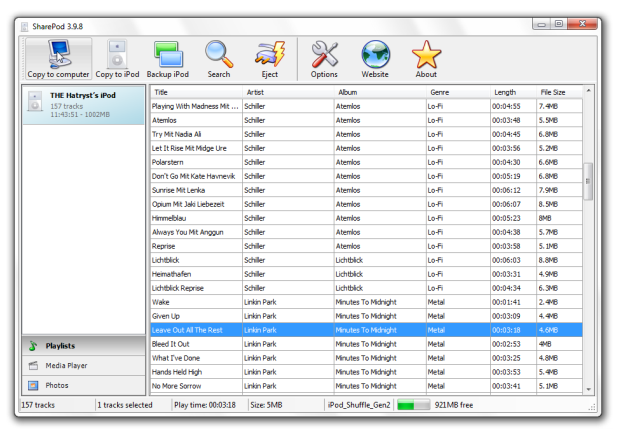 SharePod 3.9.8
Copy to computer Copy to iPod Backup iPod Search Eject Options Website About
THE Hatryst's iPod
157 tracks
11:43:51 - 1002MB
Title Artist Album Genre Length File Size
Playing With Madness Mit ... Schiller Atemlos Lo-Fi 00:04:55 7.4MB
Atemlos Schiller Atemlos Lo-Fi 00:03:48 5.5MB
Try Mit Nadia Ali Schiller Atemlos Lo-Fi 00:04:45 6.8MB
Let It Rise Mit Midge Ure Schiller Atemlos Lo-Fi 00:03:56 5.2MB
Polarstern Schiller Atemlos Lo-Fi 00:04:30 6.6MB
Don't Go Mit Kate Havnevik Schiller Atemlos Lo-Fi 00:05:19 6.8MB
Sunrise Mit Lenka Schiller Atemlos Lo-Fi 00:06:12 7.9MB
Opium Mit Jaki Liebezeit Schiller Atemlos Lo-Fi 00:06:07 8.5MB
Himmelblau Schiller Atemlos Lo-Fi 00:05:23 8MB
Always You Mit Anggun Schiller Atemlos Lo-Fi 00:04:38 5.7MB
Reprise Schiller Atemlos Lo-Fi 00:03:58 5.1MB
Lichtblick Schiller Lichtblick Lo-Fi 00:06:03 8.8MB
Heimathafen Schiller Lichtblick Lo-Fi 00:03:31 4.9MB
Lichtblick Reprise Schiller Lichtblick Lo-Fi 00:04:34 6.3MB
Wake Linkin Park Minutes To Midnight Metal 00:01:41 2.4MB
Given Up Linkin Park Minutes To Midnight Metal 00:03:09 4.4MB
Leave Out All The Rest Linkin Park Minutes To Midnight Metal 00:03:18 4.6MB
Bleed It Out Linkin Park Minutes To Midnight Metal 00:02:53 4MB
What I've Done Linkin Park Minutes To Midnight Metal 00:03:25 4.8MB
Hands Held High Linkin Park Minutes To Midnight Metal 00:03:53 5.4MB
No More Sorrow Linkin Park Minutes To Midnight Metal 00:03:41 5.1MB
Playlists
Media Player
Photos
157 tracks 1 tracks selected Play time: 00:03:18 Size: 5MB iPod_Shuffle_Gen2 921MB free